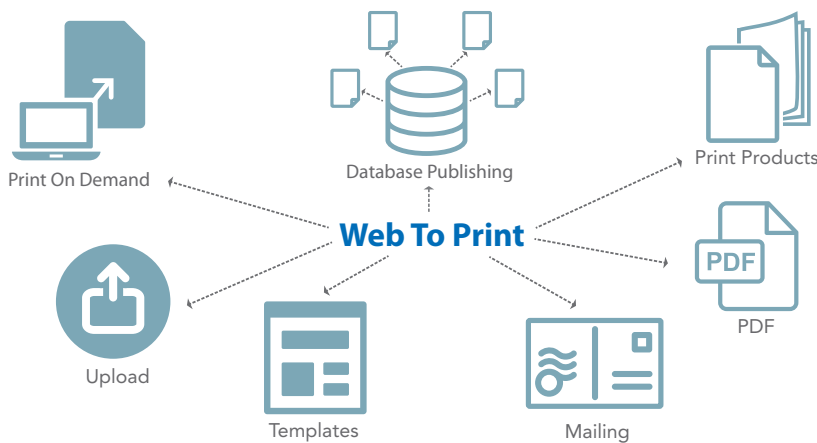 Database Publishing
Print Products
Print On Demand
Web To Print
PDF
PDF
Upload
Templates
Mailing